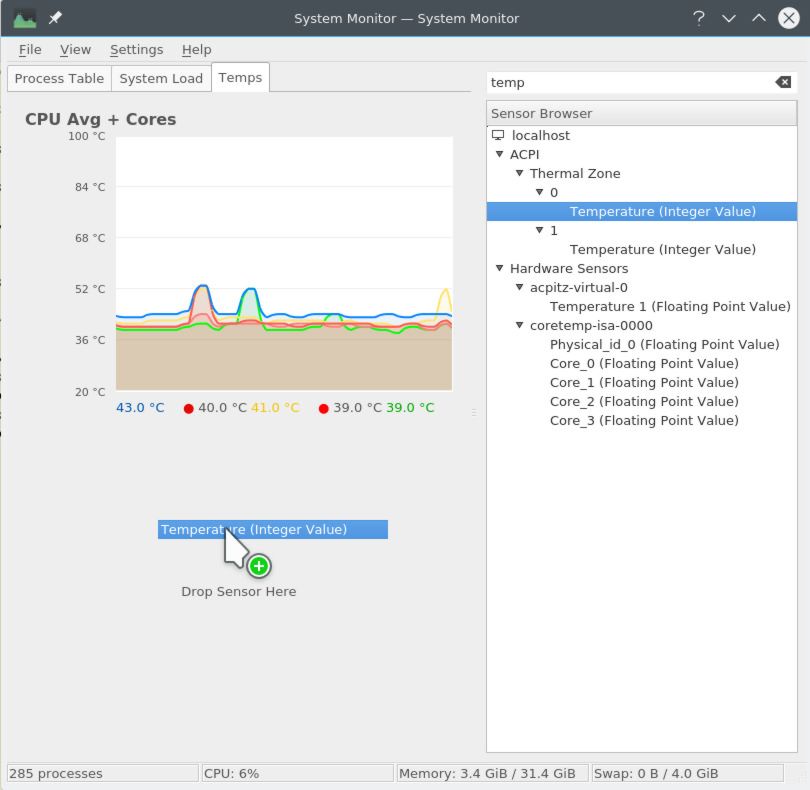 System Monitor — System Monitor
File View Settings Help
Process Table System Load Temps
CPU Avg + Cores
100 °C
84 °C
68 °C
52 °C
36 °C
20 °C
43.0 °C 40.0 °C 41.0 °C 39.0 °C 39.0 °C
Temperature (Integer Value)
Drop Sensor Here
temp
Sensor Browser
localhost
ACPI
Thermal Zone
0
Temperature (Integer Value)
1
Temperature (Integer Value)
Hardware Sensors
acpitz-virtual-0
Temperature 1 (Floating Point Value)
coretemp-isa-0000
Physical_id_0 (Floating Point Value)
Core_0 (Floating Point Value)
Core_1 (Floating Point Value)
Core_2 (Floating Point Value)
Core_3 (Floating Point Value)
285 processes CPU: 6% Memory: 3.4 GiB / 31.4 GiB Swap: 0 B / 4.0 GiB